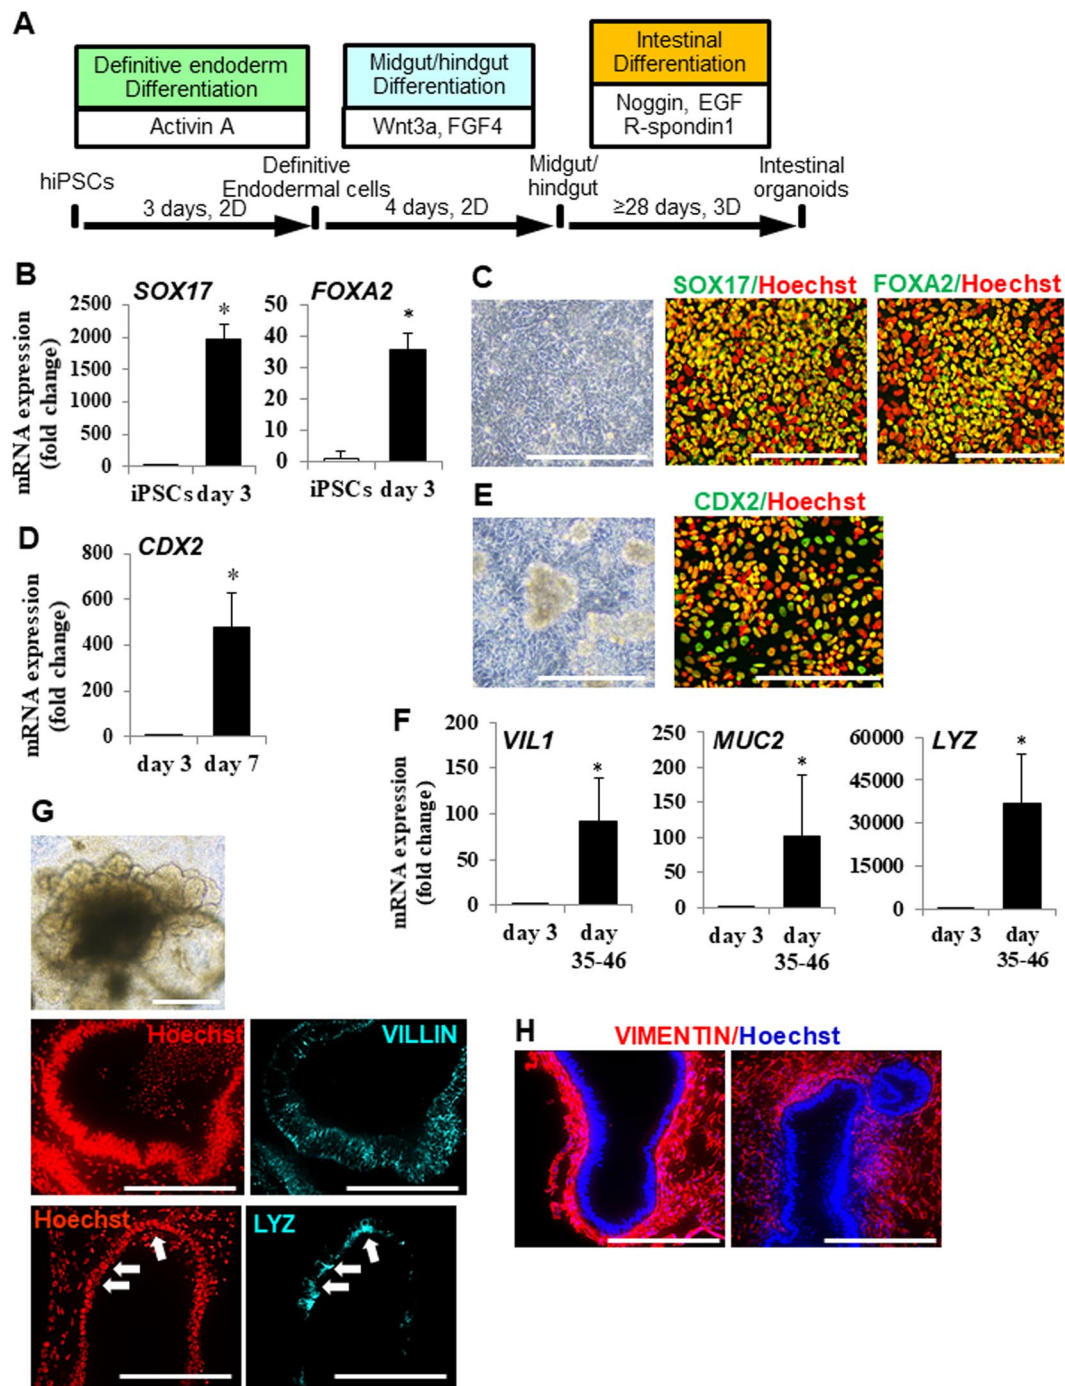 A
Definitive endoderm
Differentiation
Activin A
Midgut/hindgut
Differentiation
Wnt3a, FGF4
Intestinal
Differentiation
Noggin, EGF
R-spondin1
hiPSCs
Definitive
Endodermal cells
Midgut/
hindgut
Intestinal
organoids
3 days, 2D
4 days, 2D
≥28 days, 3D
B
mRNA expression
(fold change)
SOX17
2500
2000
1500
1000
500
0
*
iPSCs day 3
FOXA2
50
40
30
20
10
0
*
iPSCs day 3
C
SOX17/Hoechst
FOXA2/Hoechst
D
mRNA expression
(fold change)
CDX2
800
600
400
200
0
*
day 3 day 7
E
CDX2/Hoechst
F
mRNA expression
(fold change)
VIL1
200
150
100
50
0
*
day 3 day
35-46
MUC2
250
200
150
100
50
0
*
day 3 day
35-46
LYZ
60000
45000
30000
15000
0
*
day 3 day
35-46
G
Hoechst
VILLIN
Hoechst
LYZ
H
VIMENTIN/Hoechst